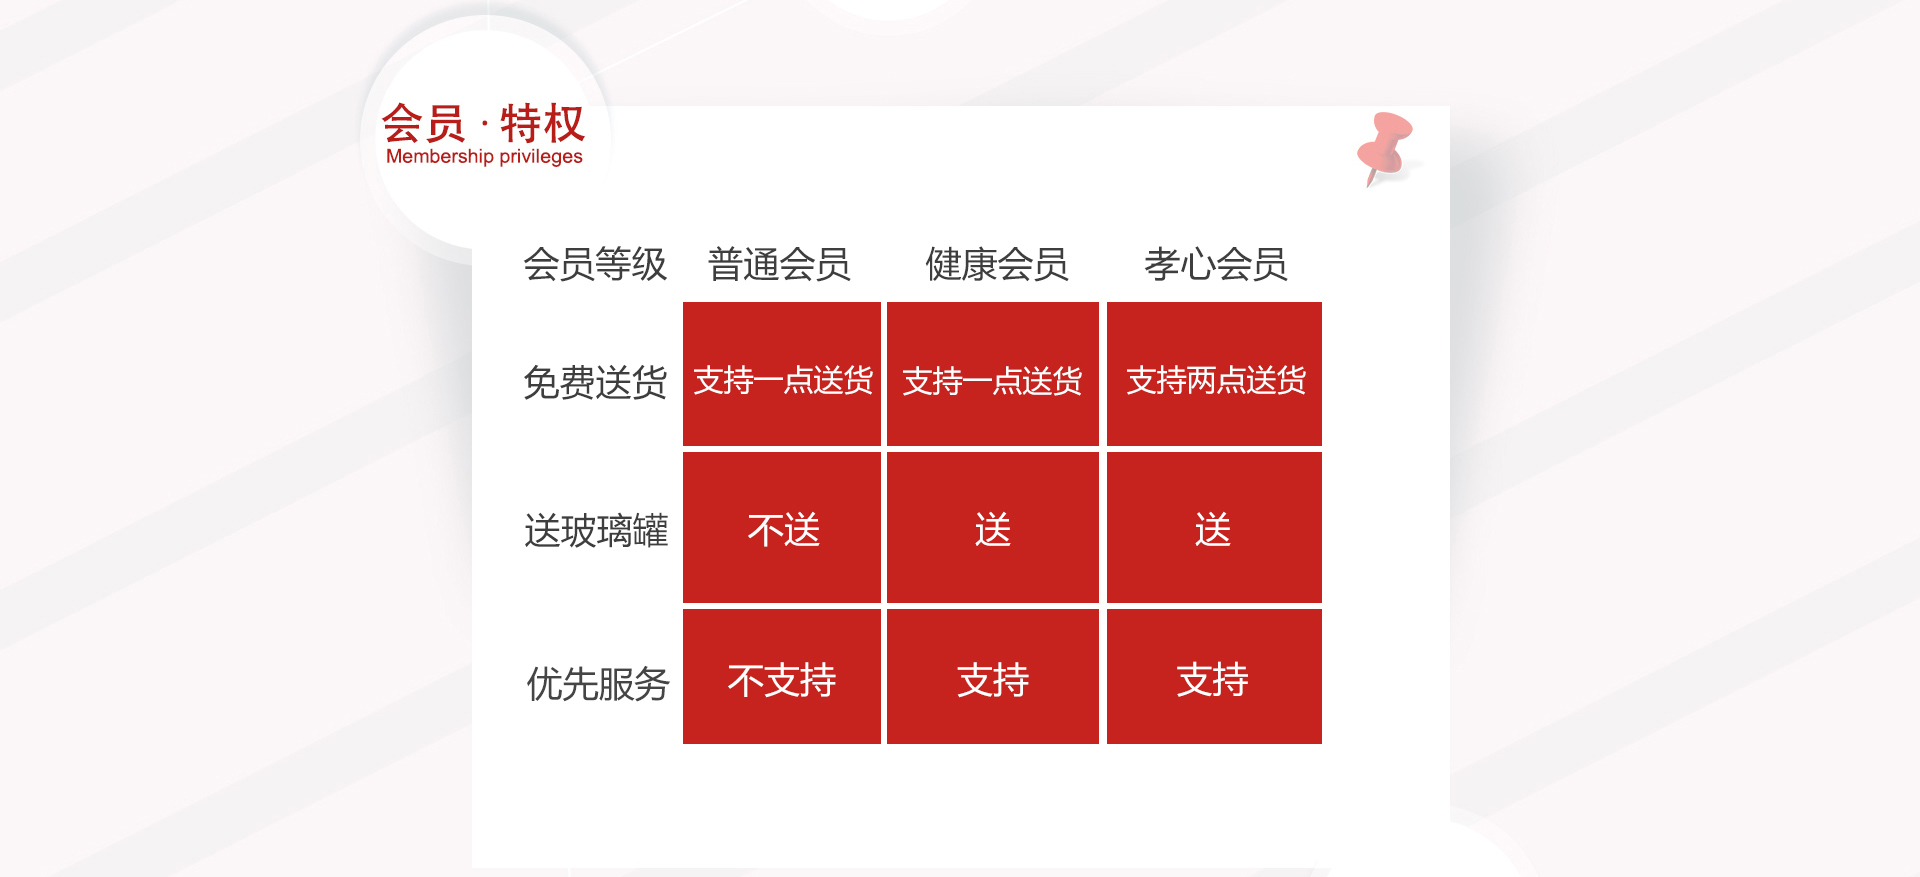 会员·特权
Membership privileges
会员等级 普通会员 健康会员 孝心会员
免费送货 支持一点送货 支持一点送货 支持两点送货
送玻璃罐 不送 送 送
优先服务 不支持 支持 支持